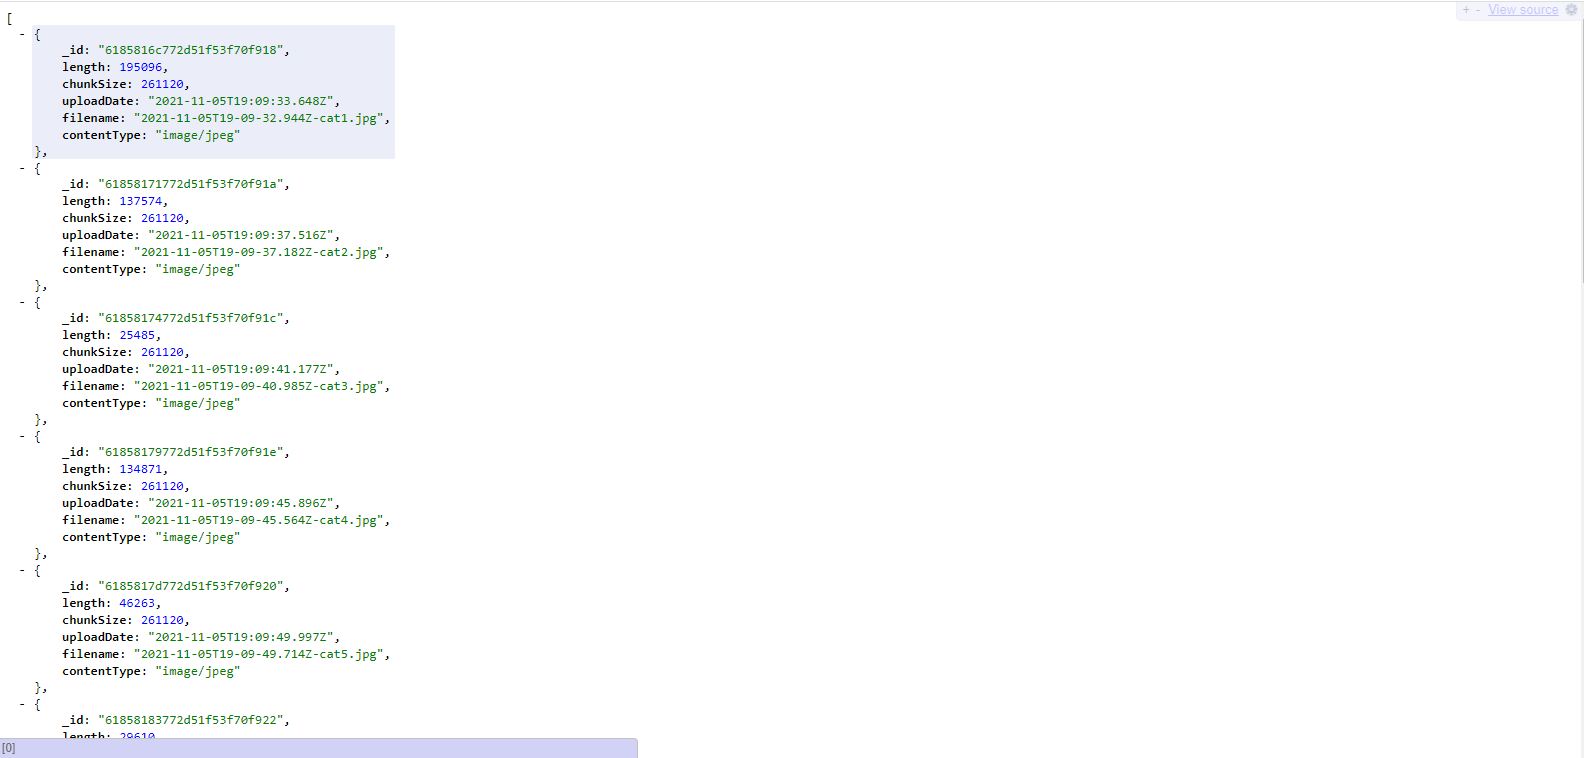 + - View source
[
- {
_id: "6185816c772d51f53f70f918",
length: 195096,
chunkSize: 261120,
uploadDate: "2021-11-05T19:09:33.648Z",
filename: "2021-11-05T19-09-32.944Z-cat1.jpg",
contentType: "image/jpeg"
},
- {
_id: "61858171772d51f53f70f91a",
length: 137574,
chunkSize: 261120,
uploadDate: "2021-11-05T19:09:37.516Z",
filename: "2021-11-05T19-09-37.182Z-cat2.jpg",
contentType: "image/jpeg"
},
- {
_id: "61858174772d51f53f70f91c",
length: 25485,
chunkSize: 261120,
uploadDate: "2021-11-05T19:09:41.177Z",
filename: "2021-11-05T19-09-40.985Z-cat3.jpg",
contentType: "image/jpeg"
},
- {
_id: "61858179772d51f53f70f91e",
length: 134871,
chunkSize: 261120,
uploadDate: "2021-11-05T19:09:45.896Z",
filename: "2021-11-05T19-09-45.564Z-cat4.jpg",
contentType: "image/jpeg"
},
- {
_id: "6185817d772d51f53f70f920",
length: 46263,
chunkSize: 261120,
uploadDate: "2021-11-05T19:09:49.997Z",
filename: "2021-11-05T19-09-49.714Z-cat5.jpg",
contentType: "image/jpeg"
},
- {
_id: "61858183772d51f53f70f922",
length: 29610,
[0]